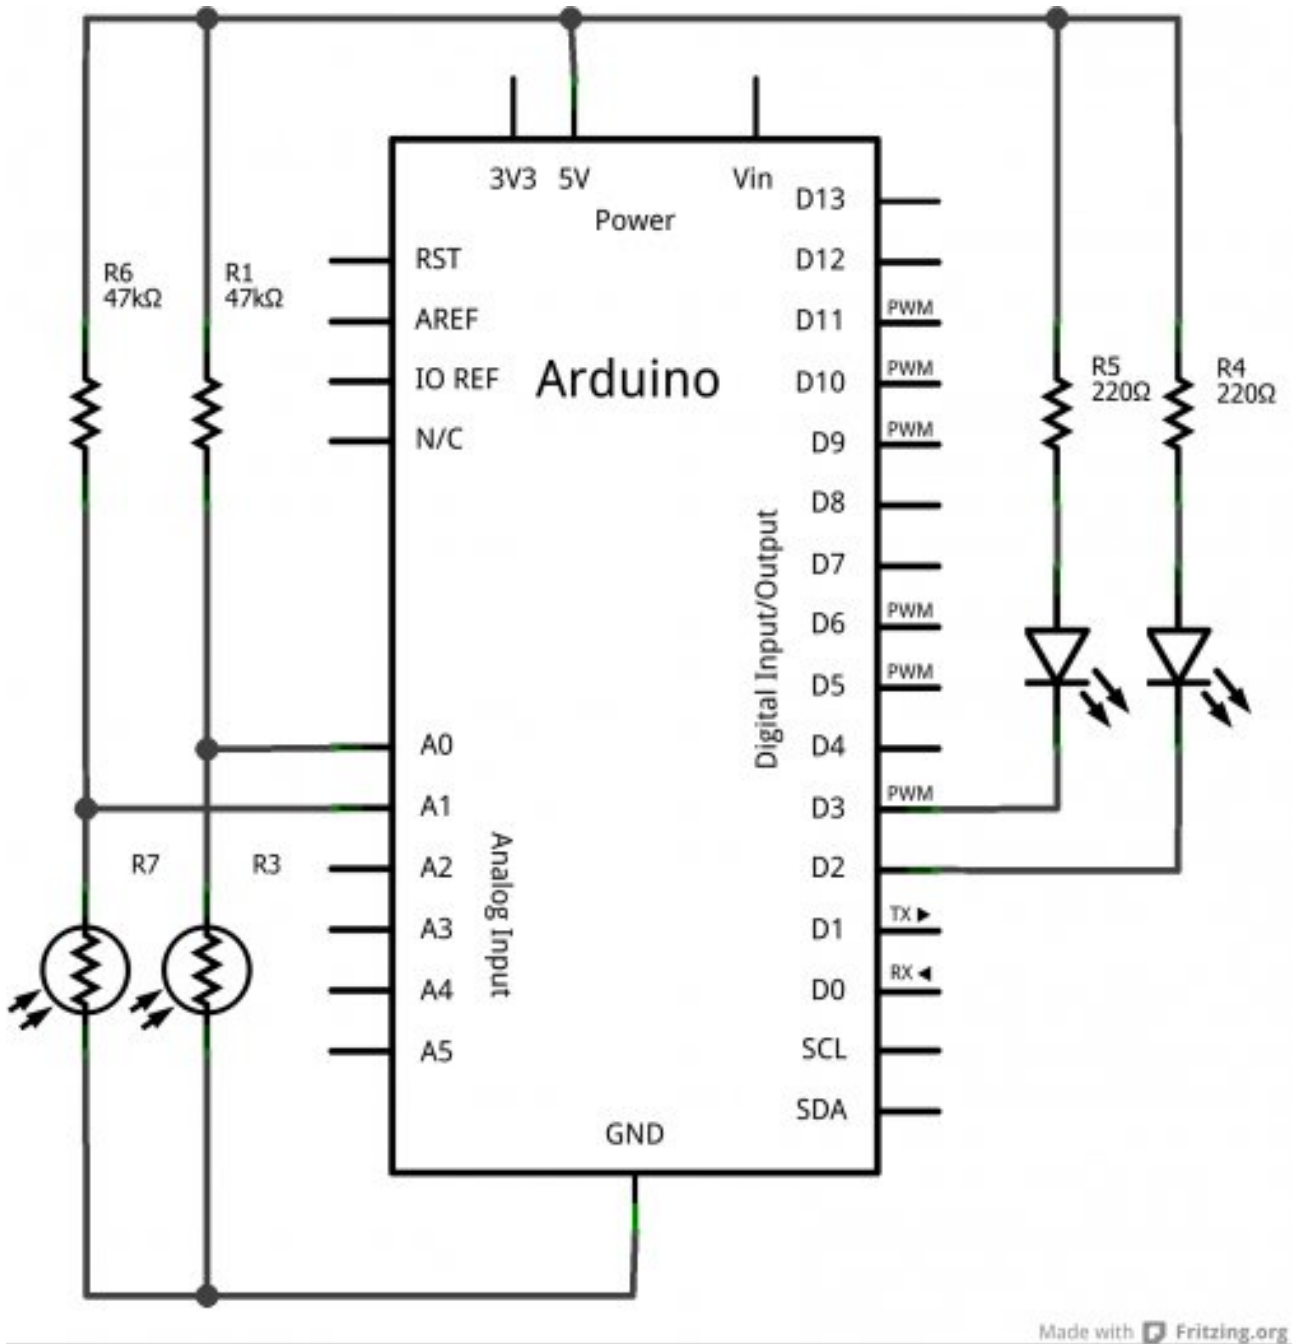 3V3 5V Vin
Power
D13
RST
D12
R6
47kΩ
R1
47kΩ
AREF
D11 PWM
IO REF
Arduino
D10 PWM
R5
220Ω
R4
220Ω
N/C
D9 PWM
D8
D7
Digital Input/Output
D6 PWM
D5 PWM
A0
D4
A1
D3 PWM
R7
R3
A2
Analog Input
D2
A3
D1 TX
A4
D0 RX
A5
SCL
SDA
GND
Made with Fritzing.org